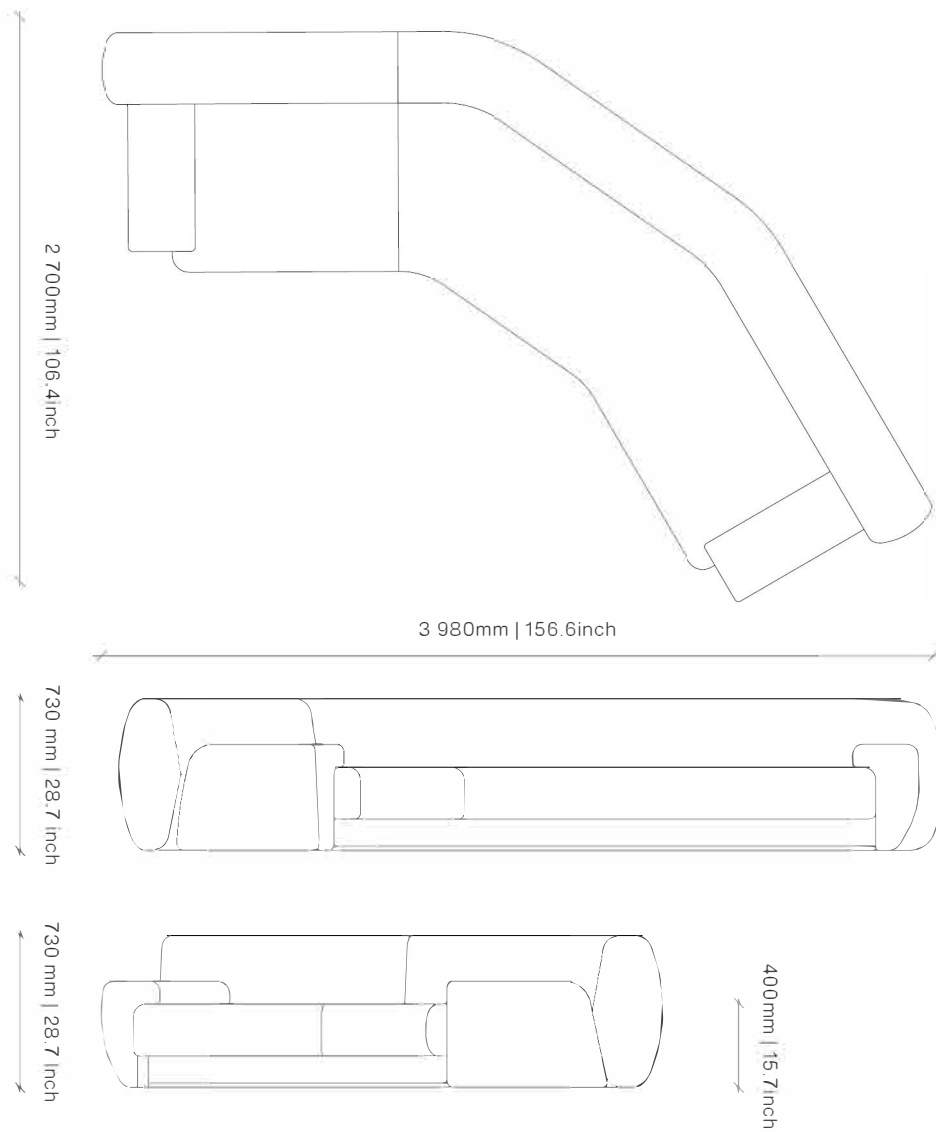 2 700mm | 106.4inch
3 980mm | 156.6inch
730 mm | 28.7 inch
730 mm | 28.7 inch
400mm | 15.7inch